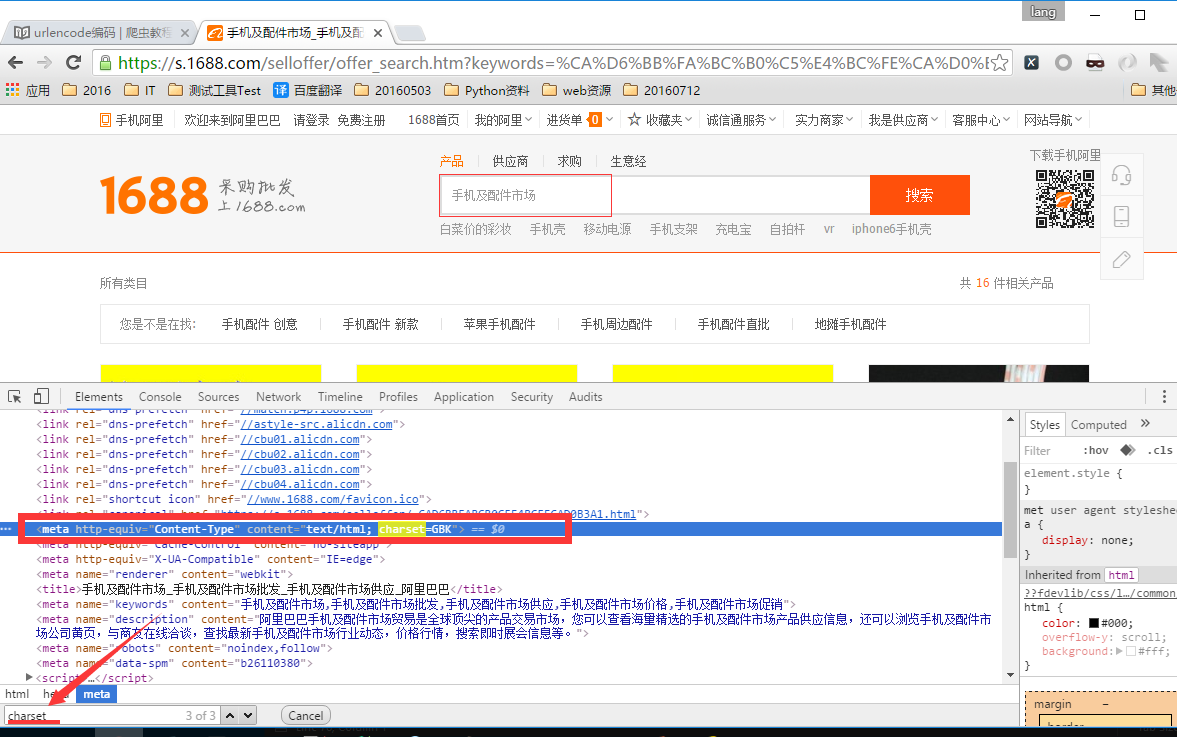 lang
urlencode编码 | 爬虫教程
手机及配件市场_手机及配
https://s.1688.com/selloffer/offer_search.htm?keywords=%CA%D6%BB%FA%BC%B0%C5%E4%BC%FE%CA%D0%
应用 2016 IT 测试工具Test 译 百度翻译 20160503 Python资料 web资源 20160712 其他
手机阿里 欢迎来到阿里巴巴 请登录 免费注册 1688首页 我的阿里 进货单 0 收藏夹 诚信通服务 实力商家 我是供应商 客服中心 网站导航
下载手机阿里
产品 供应商 求购 生意经
1688 采购批发
上1688.com
手机及配件市场 搜索
白菜价的彩妆 手机壳 移动电源 手机支架 充电宝 自拍杆 vr iphone6手机壳
所有类目 共 16 件相关产品
您是不是在找: 手机配件 创意 手机配件 新款 苹果手机配件 手机周边配件 手机配件直批 地摊手机配件
Elements Console Sources Network Timeline Profiles Application Security Audits
<link rel="dns-prefetch" href="//match.p4p.1688.com">
<link rel="dns-prefetch" href="//astyle-src.alicdn.com">
<link rel="dns-prefetch" href="//cbu01.alicdn.com">
<link rel="dns-prefetch" href="//cbu02.alicdn.com">
<link rel="dns-prefetch" href="//cbu03.alicdn.com">
<link rel="dns-prefetch" href="//cbu04.alicdn.com">
<link rel="shortcut icon" href="//www.1688.com/favicon.ico">
<meta http-equiv="Content-Type" content="text/html; charset=GBK"> == $0
<meta http-equiv="Cache-Control" content="no-siteapp">
<meta http-equiv="X-UA-Compatible" content="IE=edge">
<meta name="renderer" content="webkit">
<title>手机及配件市场_手机及配件市场批发_手机及配件市场供应_阿里巴巴</title>
<meta name="keywords" content="手机及配件市场,手机及配件市场批发,手机及配件市场供应,手机及配件市场价格,手机及配件市场促销">
<meta name="description" content="阿里巴巴手机及配件市场贸易是全球顶尖的产品交易市场，您可以查看海量精选的手机及配件市场产品供应信息，还可以浏览手机及配件市
场公司黄页，与商友在线洽谈，查找最新手机及配件市场行业动态，价格行情，搜索即时展会信息等。">
<meta name="robots" content="noindex,follow">
<meta name="data-spm" content="b26110380">
<script>…</script>
html head meta
charset 3 of 3 Cancel
Styles Computed »
Filter :hov .cls
element.style {
}
met user agent stylesheet
a {
display: none;
}
Inherited from html
??fdevlib/css/l…/common
html {
color: #000;
overflow-y: scroll;
background: #fff;
}
margin –
border